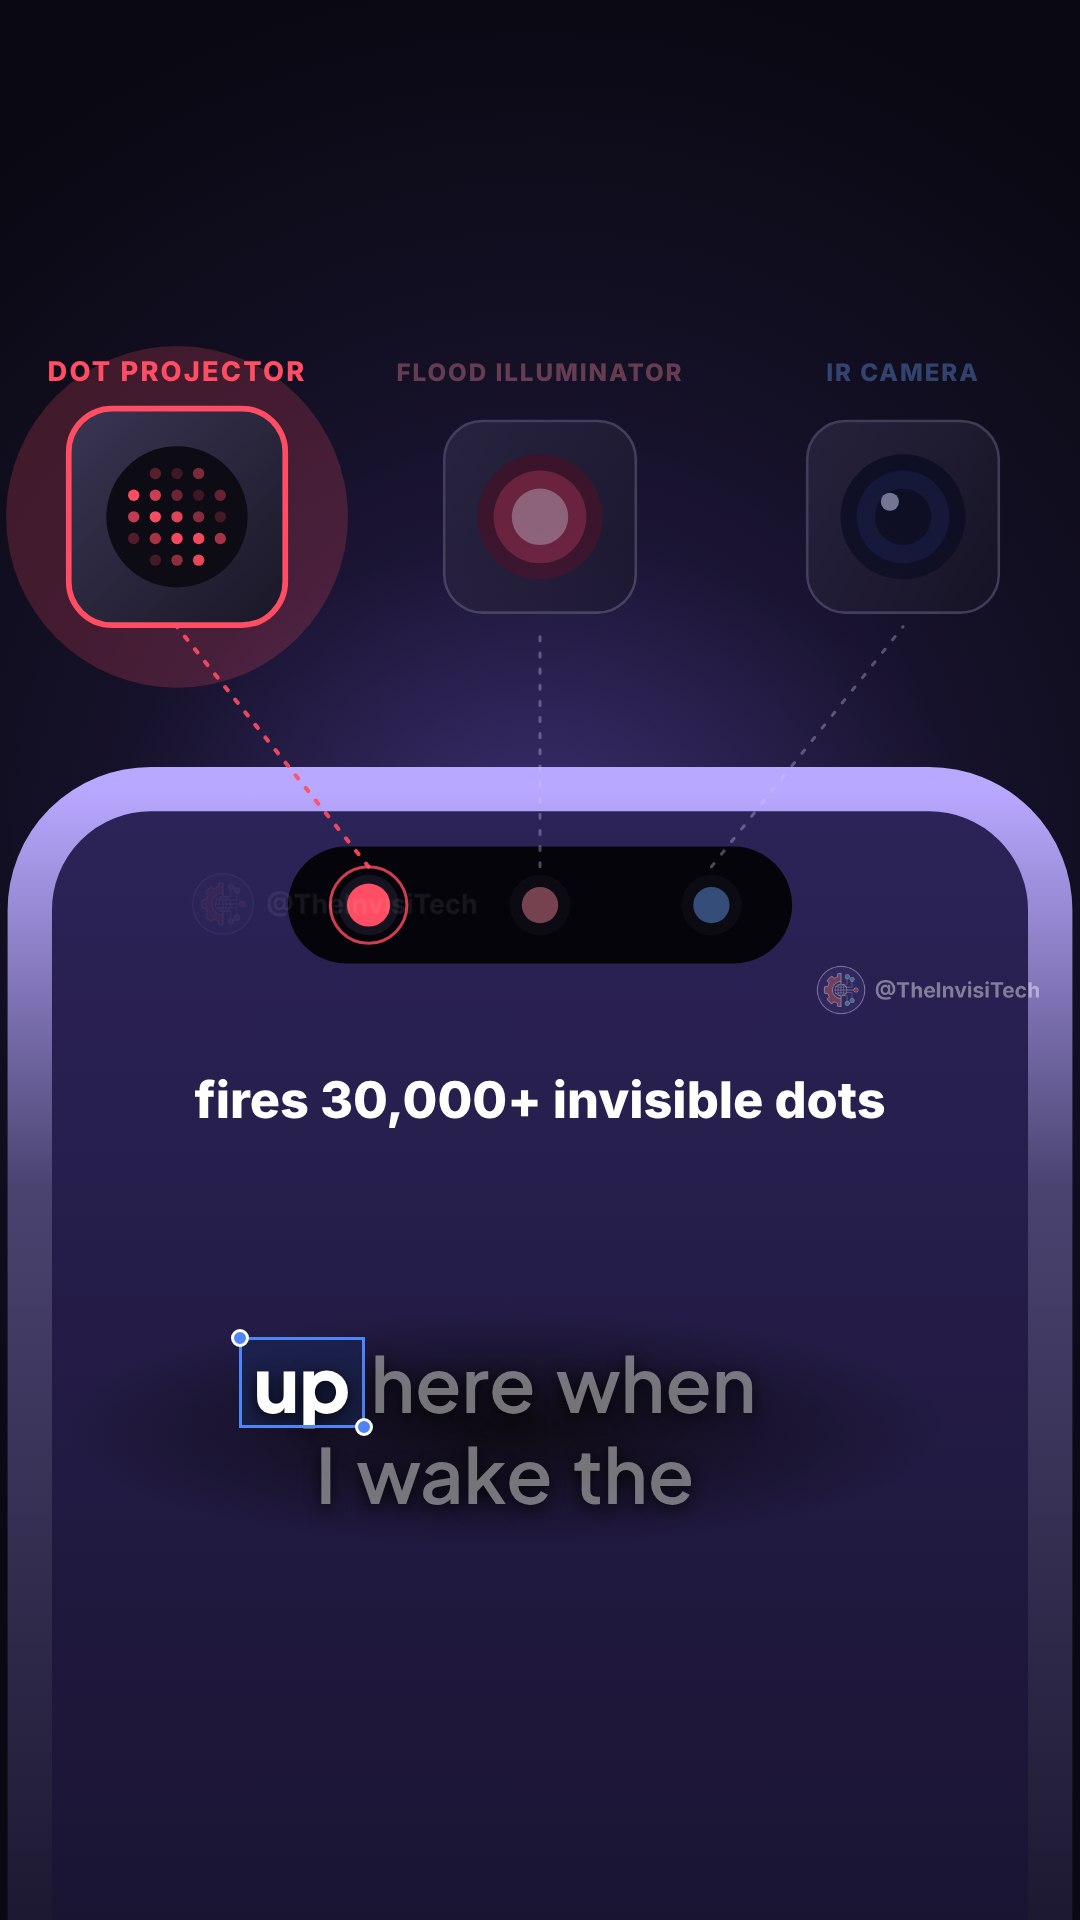 DOT PROJECTOR
FLOOD ILLUMINATOR
IR CAMERA
@TheInvisiTech
@TheInvisiTech
fires 30,000+ invisible dots
up here when
I wake the